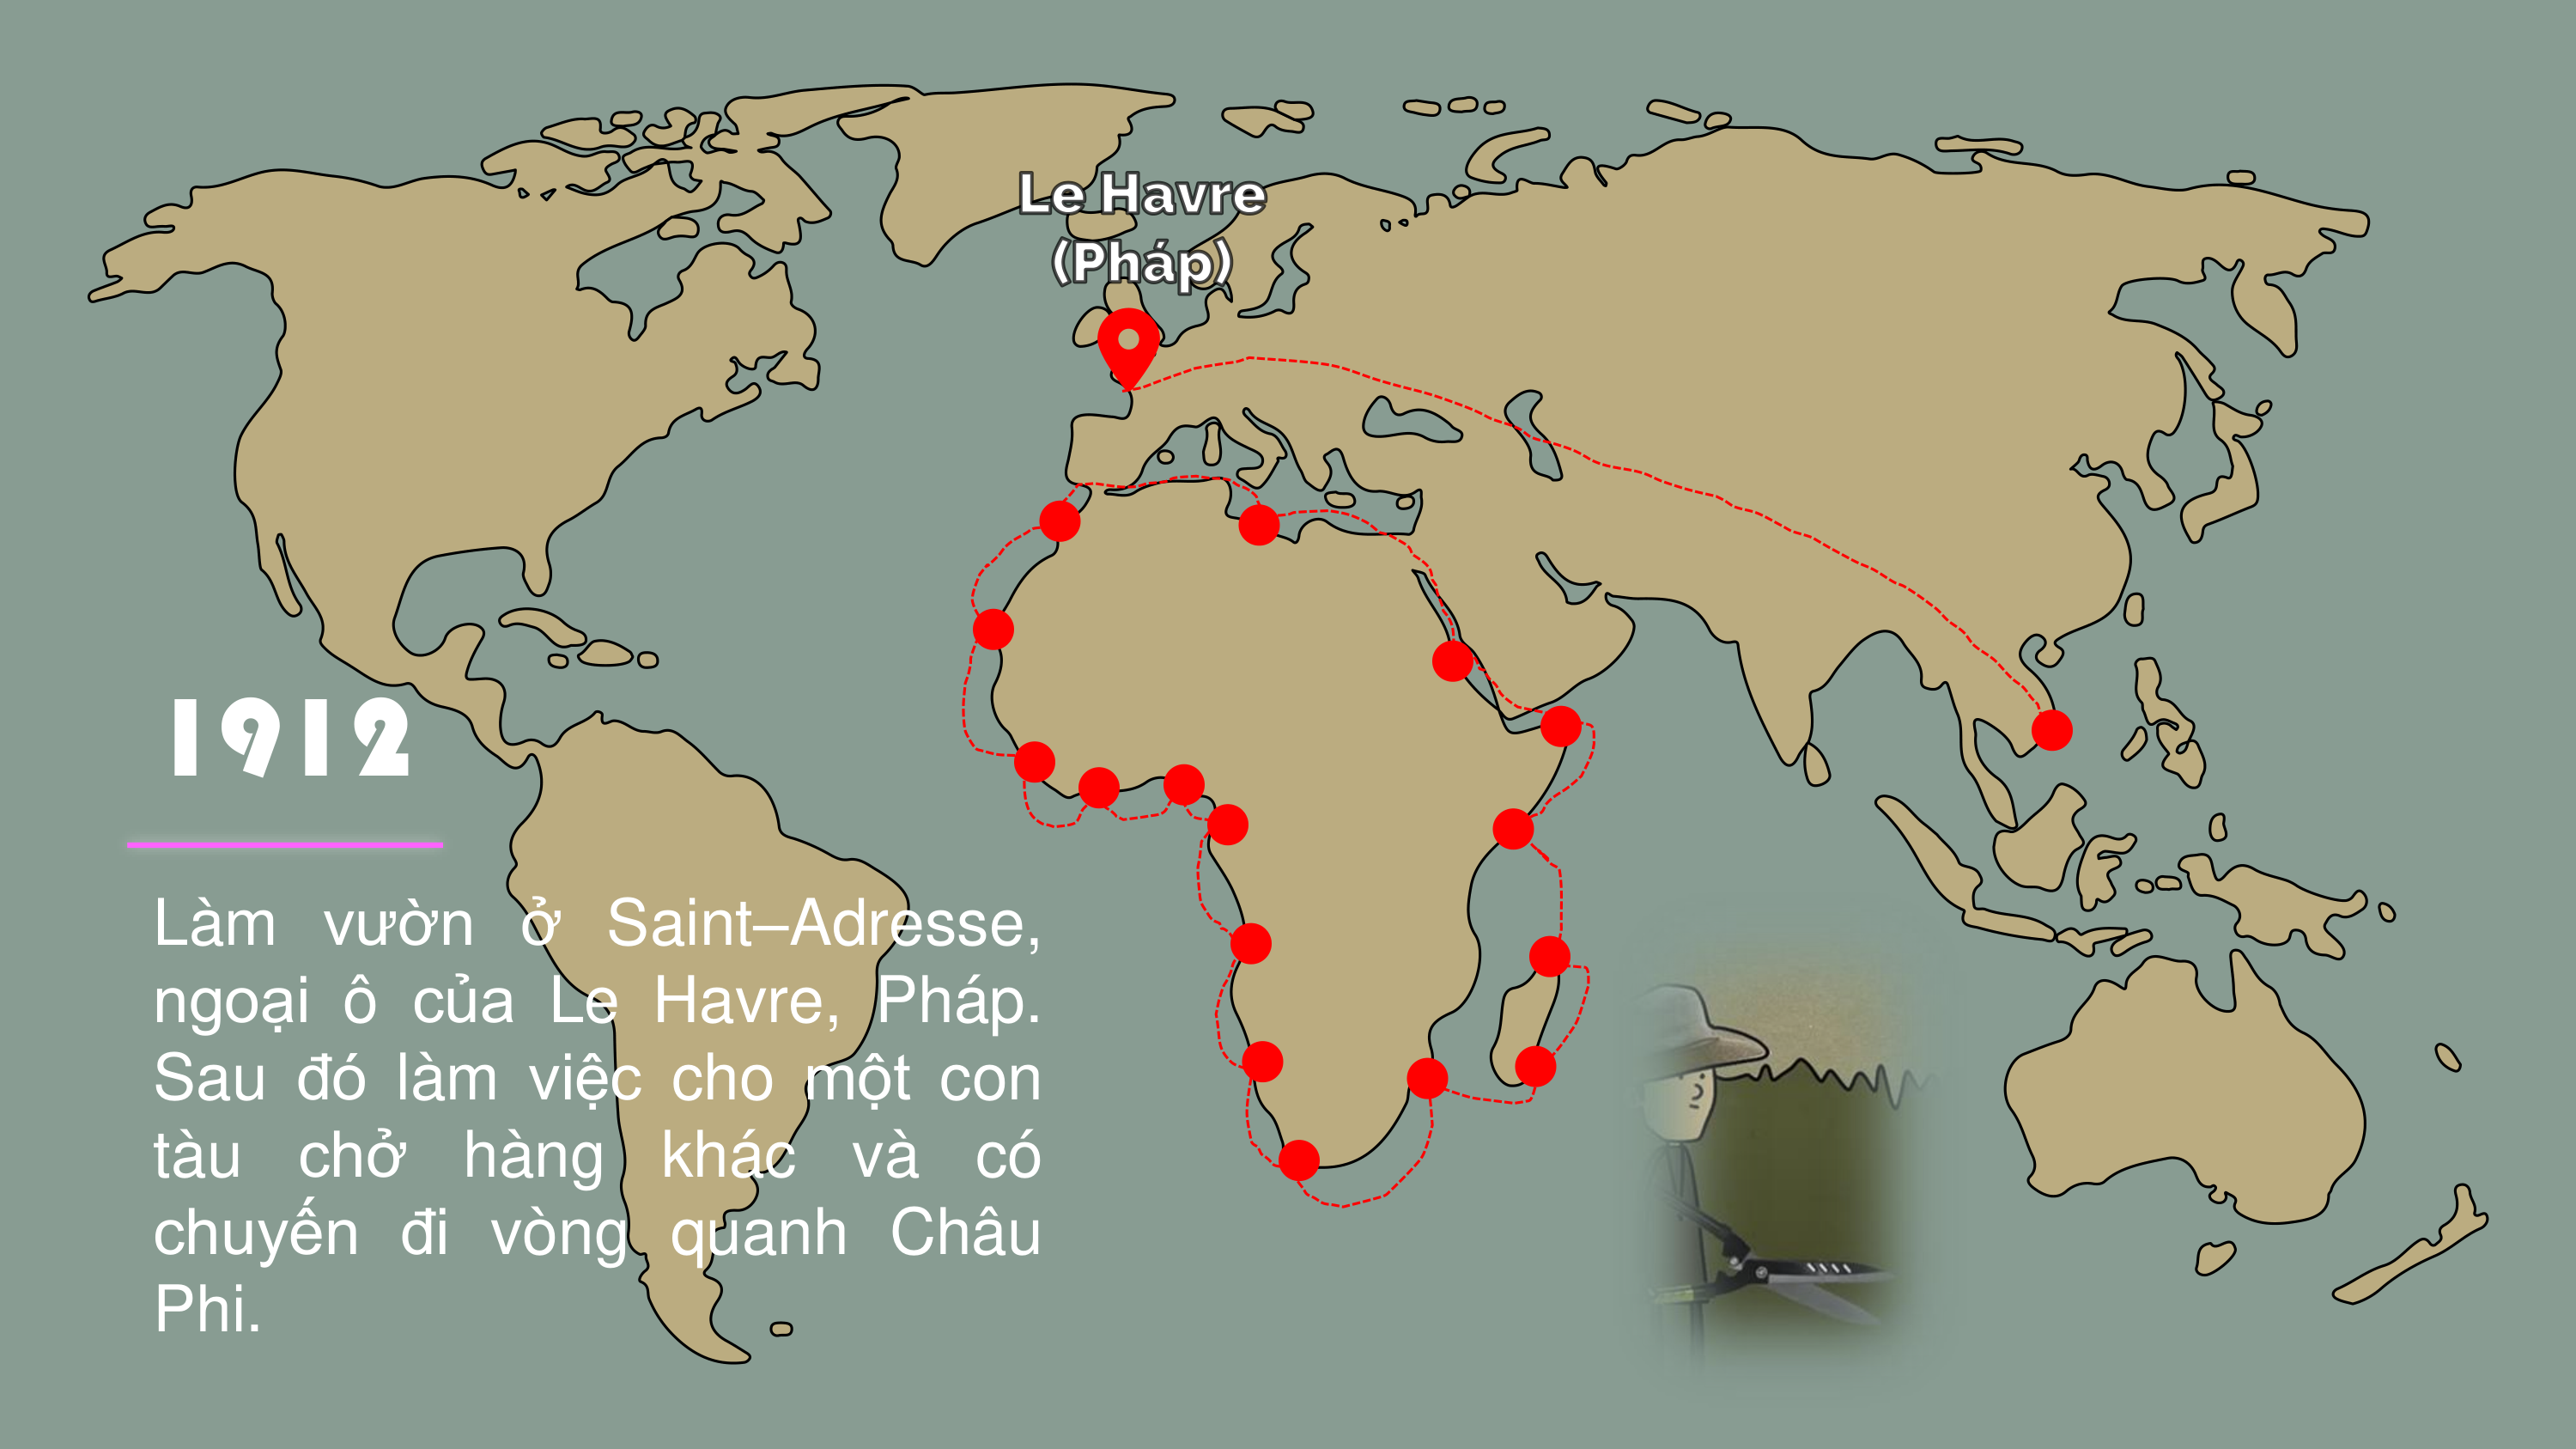 Le Havre
(Pháp)
1912
Làm vườn ở Saint–Adresse,
ngoại ô của Le Havre, Pháp.
Sau đó làm việc cho một con
tàu chở hàng khác và có
chuyến đi vòng quanh Châu
Phi.